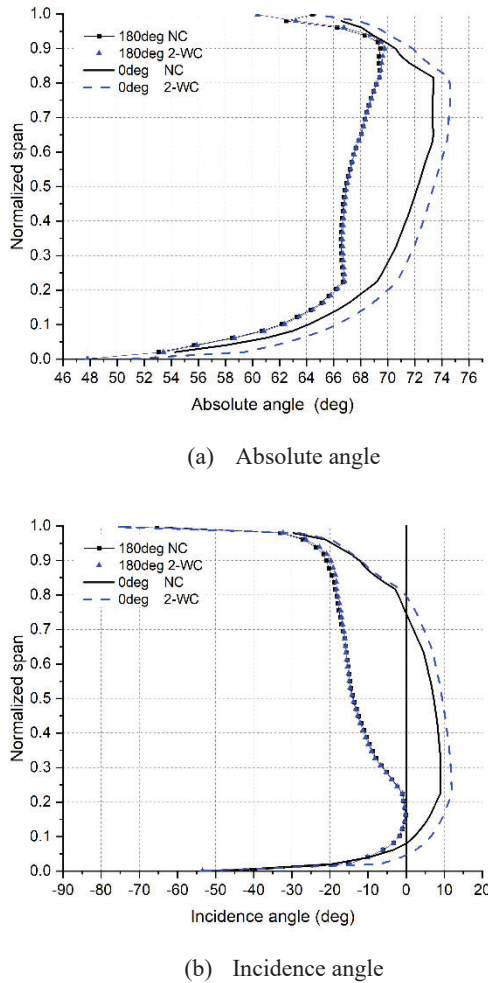 1.0
0.9
0.8
0.7
0.6
0.5
0.4
0.3
0.2
0.1
0.0
Normalized span
180deg NC
180deg 2-WC
0deg NC
0deg 2-WC
46 48 50 52 54 56 58 60 62 64 66 68 70 72 74 76
Absolute angle (deg)
(a) Absolute angle
1.0
0.9
0.8
0.7
0.6
0.5
0.4
0.3
0.2
0.1
0.0
Normalized span
180deg NC
180deg 2-WC
0deg NC
0deg 2-WC
-90 -80 -70 -60 -50 -40 -30 -20 -10 0 10 20
Incidence angle (deg)
(b) Incidence angle